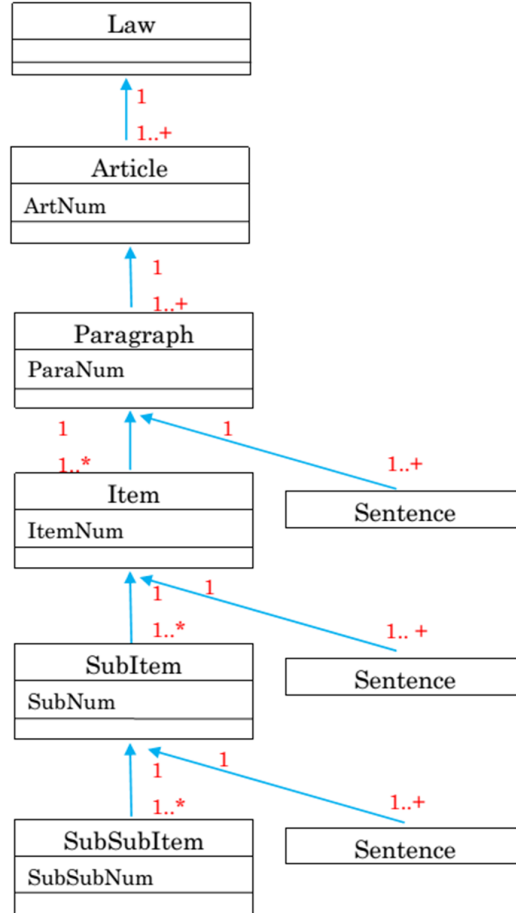 Law
1
1..+
Article
ArtNum
1
1..+
Paragraph
ParaNum
1
1
1..*
1..+
Item
Sentence
ItemNum
1
1
1..*
1.. +
SubItem
Sentence
SubNum
1
1
1..*
1..+
SubSubItem
Sentence
SubSubNum